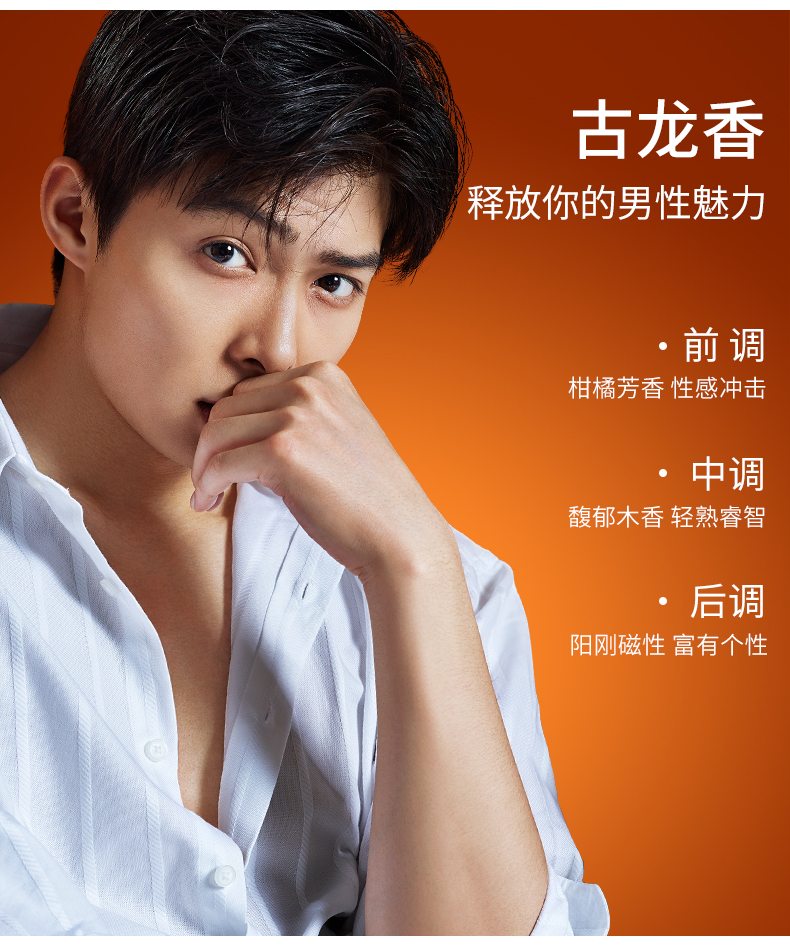 古龙香
释放你的男性魅力
· 前 调
柑橘芳香 性感冲击
· 中调
馥郁木香 轻熟睿智
· 后调
阳刚磁性 富有个性